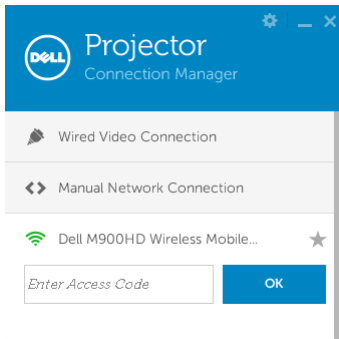 DELL
Projector
Connection Manager
Wired Video Connection
Manual Network Connection
Dell M900HD Wireless Mobile...
Enter Access Code
OK